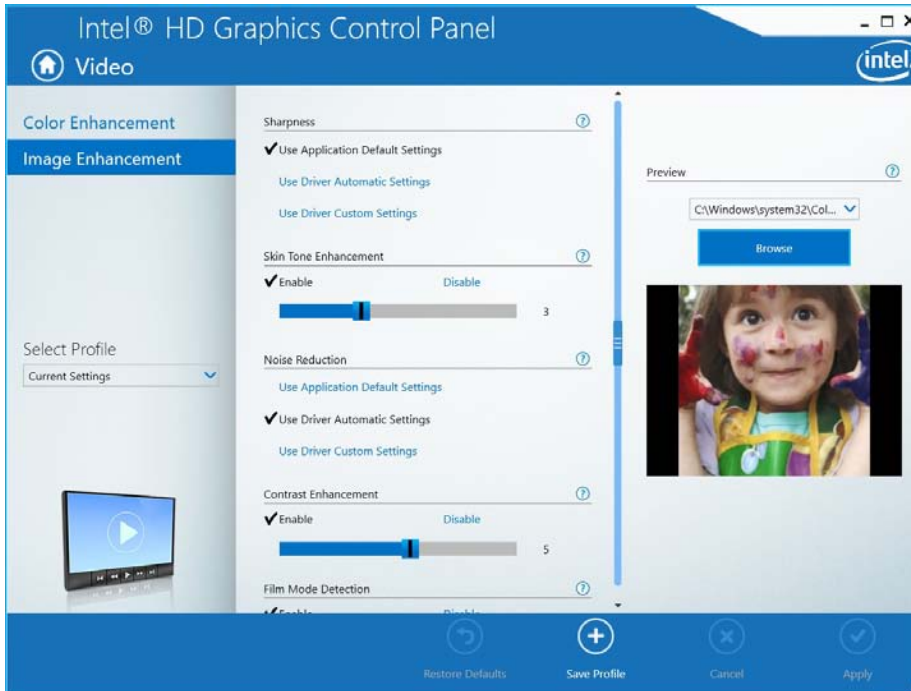 Intel® HD Graphics Control Panel
Video
intel
Color Enhancement
Image Enhancement
Select Profile
Current Settings
Sharpness
Use Application Default Settings
Use Driver Automatic Settings
Use Driver Custom Settings
Skin Tone Enhancement
Enable Disable
3
Noise Reduction
Use Application Default Settings
Use Driver Automatic Settings
Use Driver Custom Settings
Contrast Enhancement
Enable Disable
5
Film Mode Detection
Enable Disable
Preview
C:\Windows\system32\Col...
Browse
Restore Defaults
Save Profile
Cancel
Apply